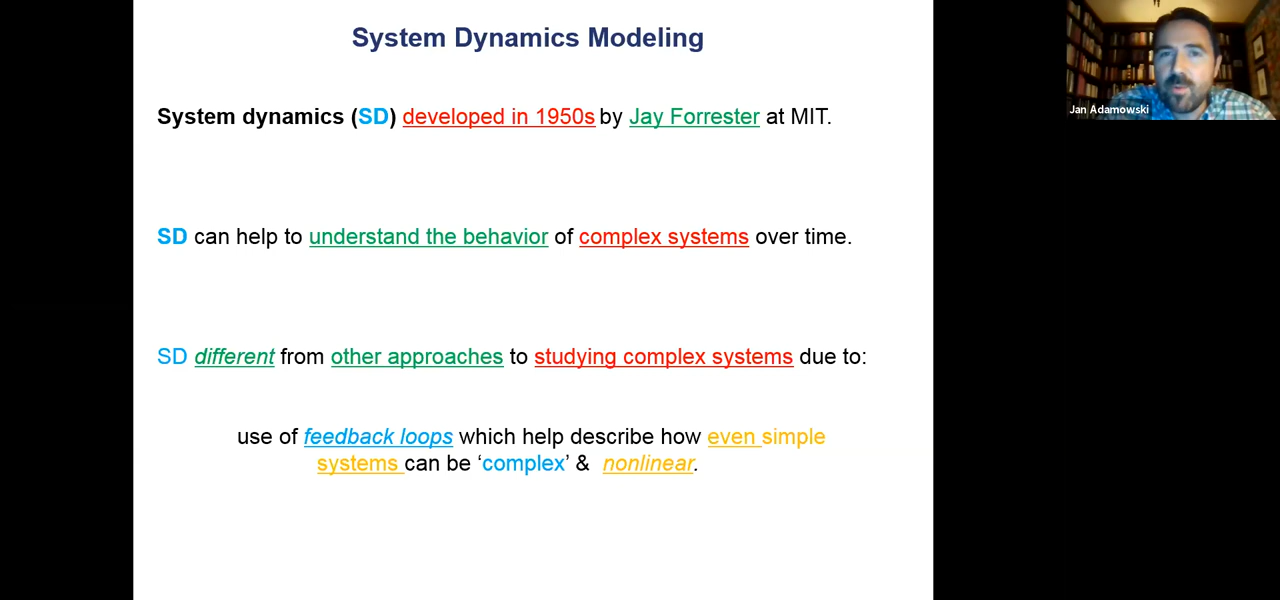 System Dynamics Modeling
Jan Adamowski
System dynamics (SD) developed in 1950s by Jay Forrester at MIT.
SD can help to understand the behavior of complex systems over time.
SD different from other approaches to studying complex systems due to:
use of feedback loops which help describe how even simple
systems can be ‘complex’ & nonlinear.